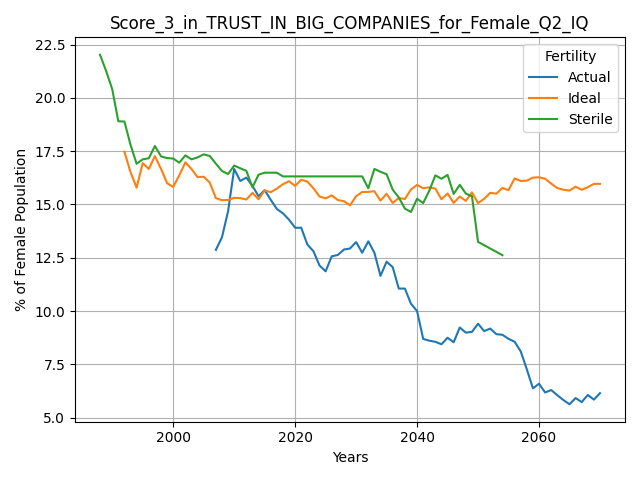 Score_3_in_TRUST_IN_BIG_COMPANIES_for_Female_Q2_IQ
22.5
20.0
17.5
15.0
12.5
10.0
7.5
5.0
% of Female Population
Fertility
Actual
Ideal
Sterile
2000
2020
2040
2060
Years